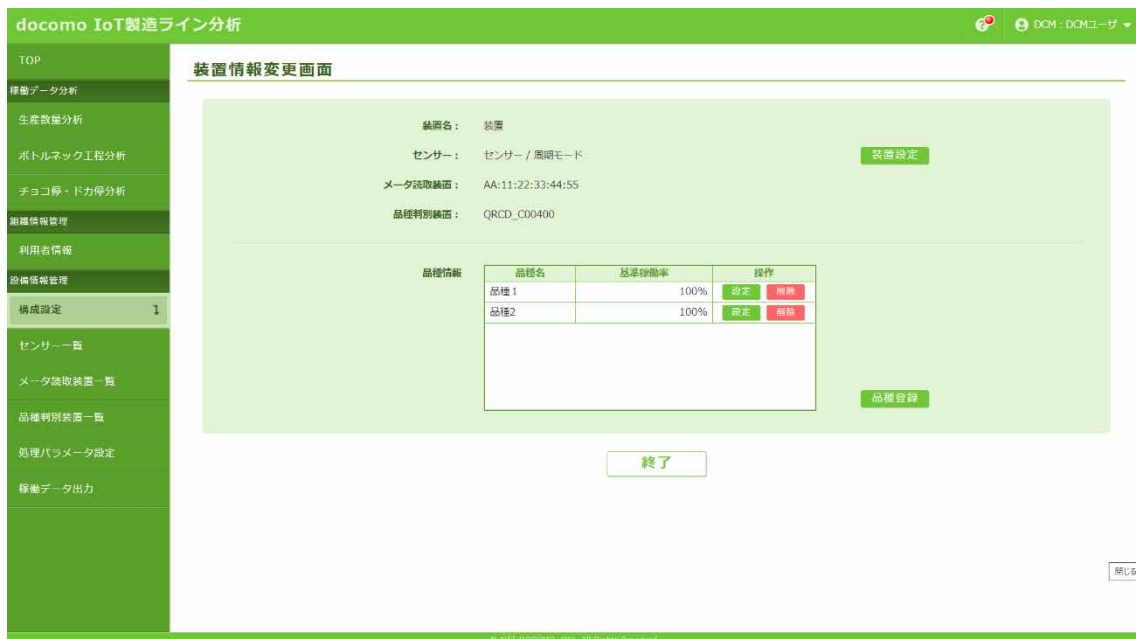 docomo IoT製造ライン分析
DCM : DCMユーザ
TOP
装置情報変更画面
稼働データ分析
生産数量分析
ボトルネック工程分析
チョコ停・ドカ停分析
組織情報管理
利用者情報
設備情報管理
構成設定
センサー一覧
メータ読取装置一覧
品種判別装置一覧
処理パラメータ設定
稼働データ出力
装置名： 装置
センサー： センサー / 周期モード
装置設定
メータ読取装置： AA:11:22:33:44:55
品種判別装置： QRCD_C00400
品種情報
品種名 基準稼働率 操作
品種1 100% 設定 削除
品種2 100% 設定 削除
品種登録
終了
閉じる
© NTT DOCOMO, INC. All Rights Reserved.